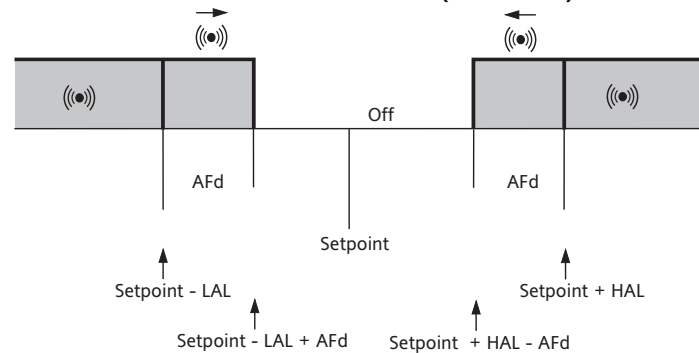 Off
AFd
AFd
Setpoint
Setpoint - LAL
Setpoint + HAL
Setpoint - LAL + AFd
Setpoint + HAL - AFd